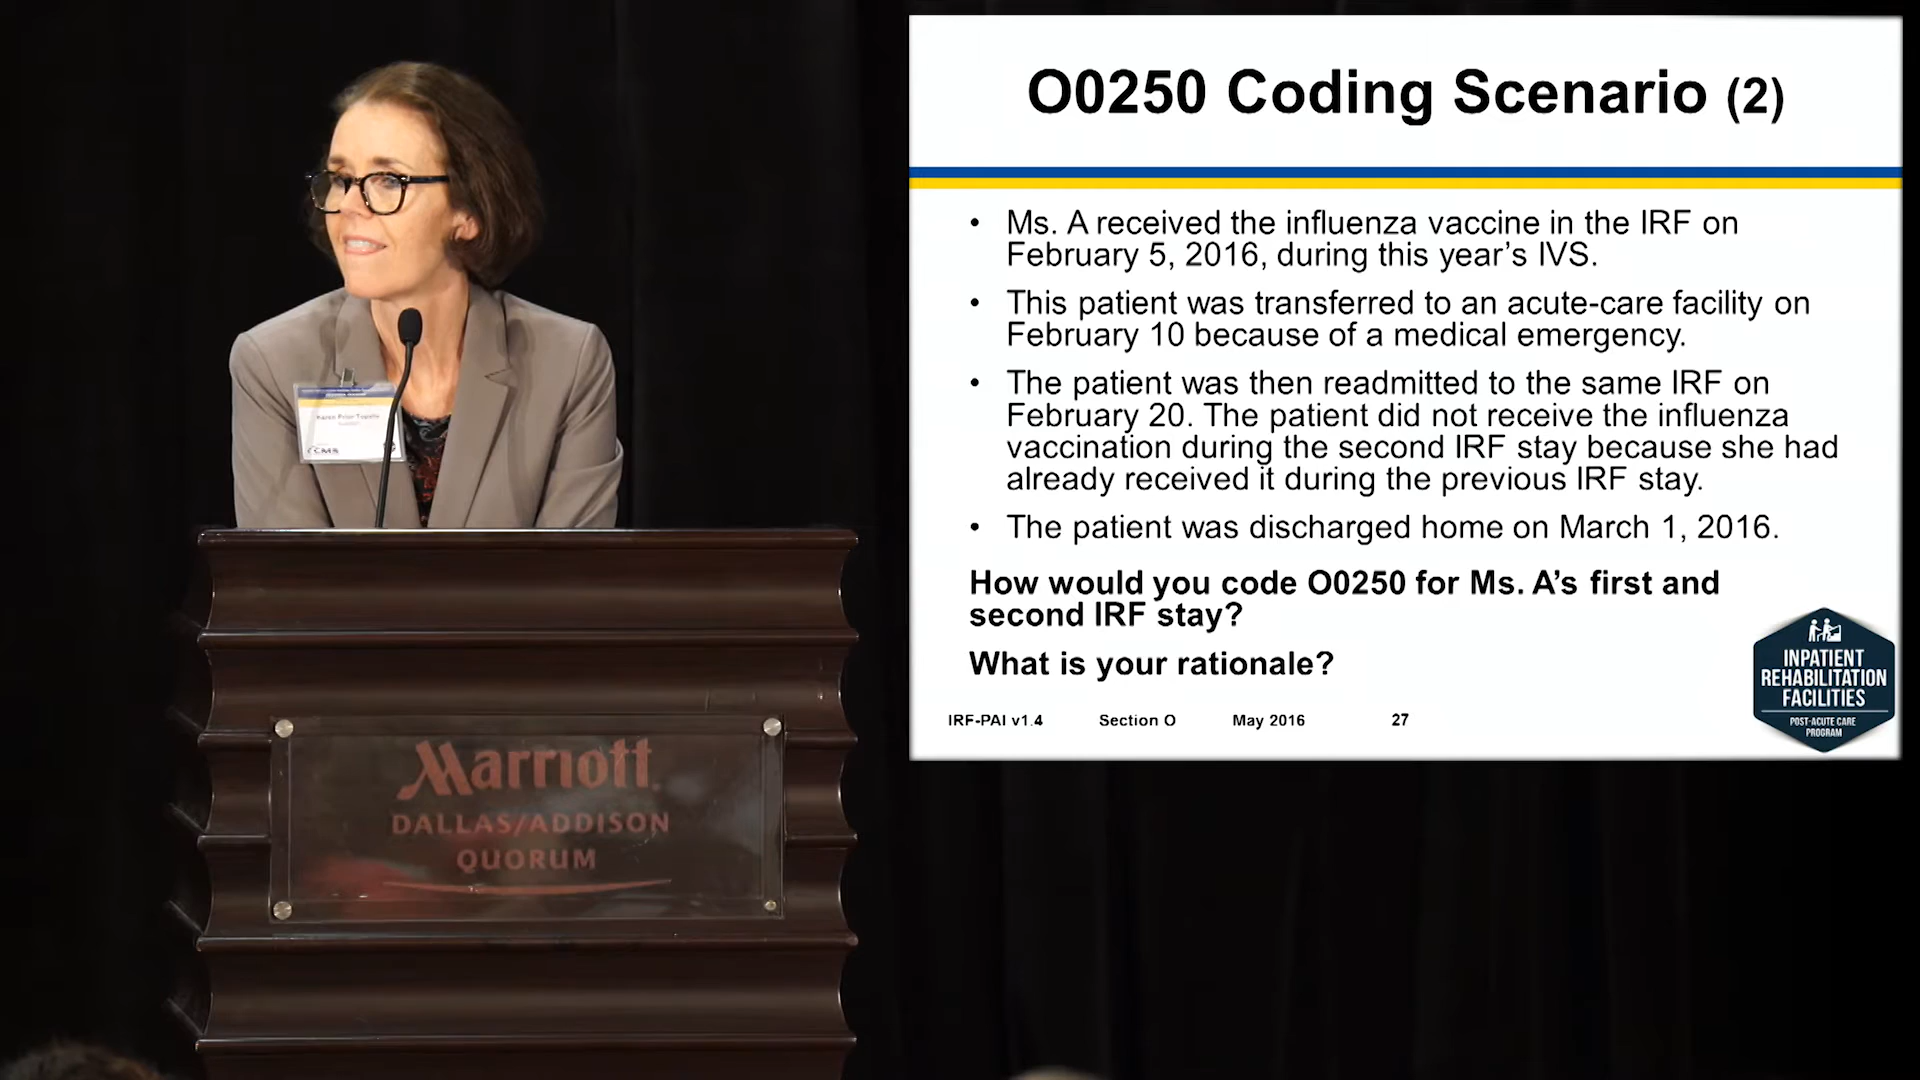 O0250 Coding Scenario (2)
• Ms. A received the influenza vaccine in the IRF on
February 5, 2016, during this year’s IVS.
• This patient was transferred to an acute-care facility on
February 10 because of a medical emergency.
• The patient was then readmitted to the same IRF on
February 20. The patient did not receive the influenza
vaccination during the second IRF stay because she had
already received it during the previous IRF stay.
• The patient was discharged home on March 1, 2016.
How would you code O0250 for Ms. A’s first and
second IRF stay?
What is your rationale?
IRF-PAI v1.4 Section O May 2016 27
INPATIENT
REHABILITATION
FACILITIES
POST-ACUTE CARE
PROGRAM
Karen Prior
CMS
Marriott
DALLAS/ADDISON
QUORUM